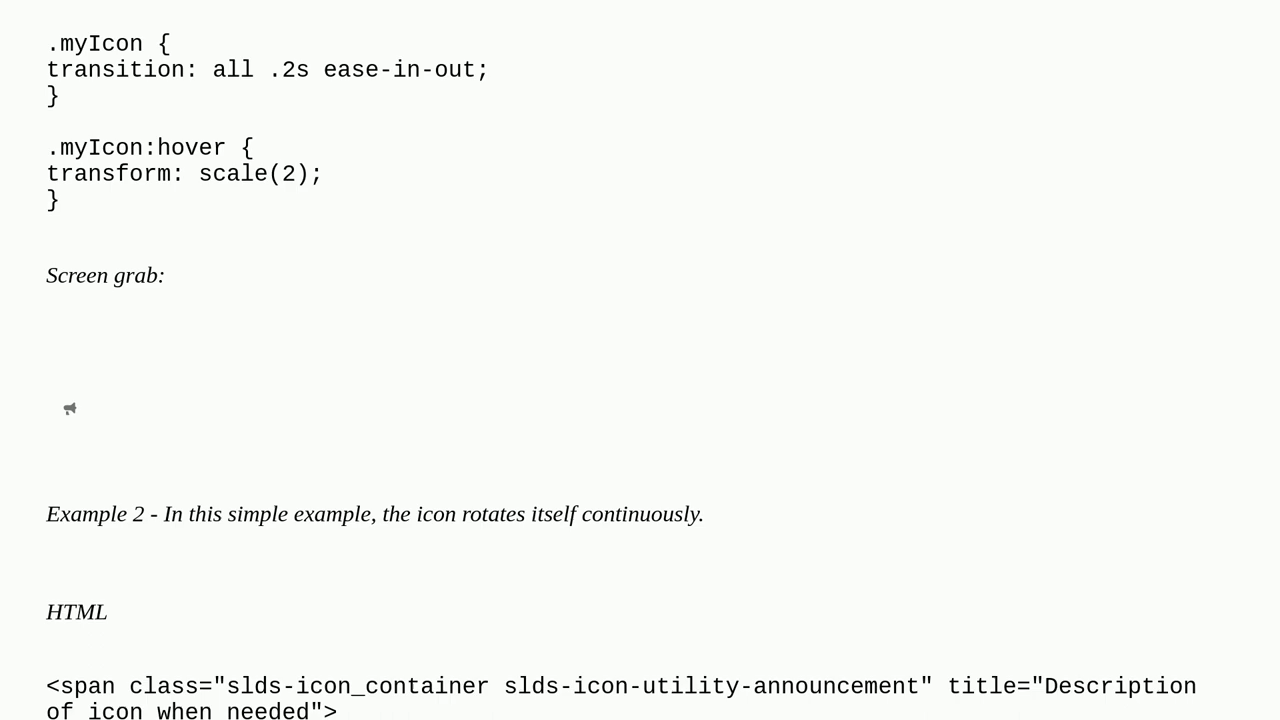 .myIcon {
transition: all .2s ease-in-out;
}
.myIcon:hover {
transform: scale(2);
}
Screen grab:
Example 2 - In this simple example, the icon rotates itself continuously.
HTML
<span class="slds-icon_container slds-icon-utility-announcement" title="Description
of icon when needed">